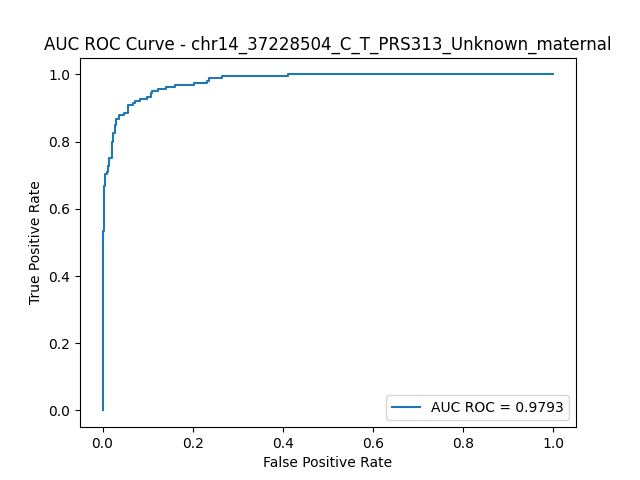 AUC ROC Curve - chr14_37228504_C_T_PRS313_Unknown_maternal
1.0
0.8
0.6
0.4
0.2
0.0
True Positive Rate
AUC ROC = 0.9793
0.0 0.2 0.4 0.6 0.8 1.0
False Positive Rate